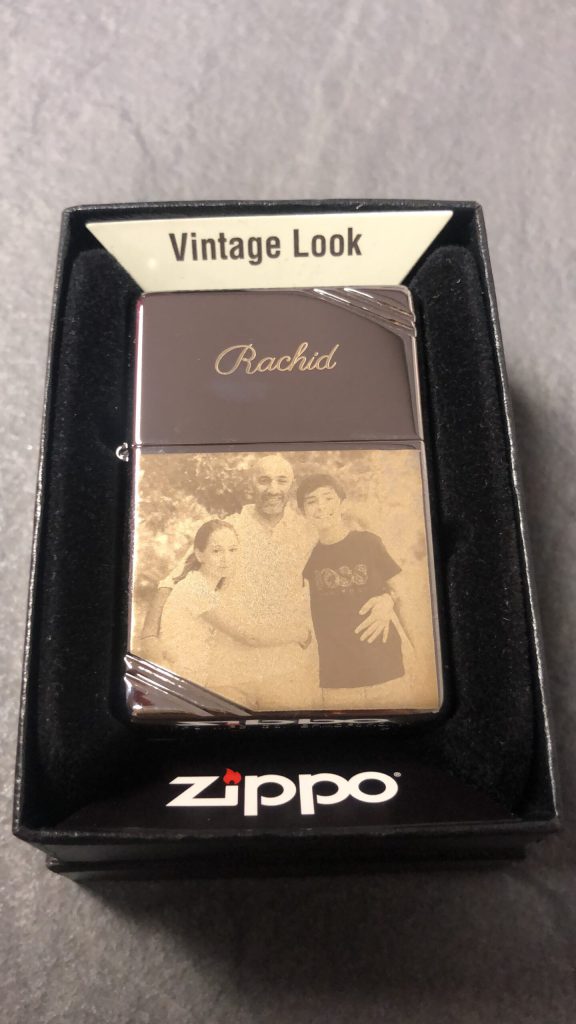 Vintage Look
Rachid
zippo